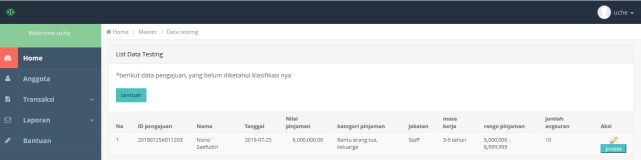 uche
Welcome uche
Home / Master / Data testing
Home
Anggota
Transaksi
Laporan
Bantuan
List Data Testing
*berikut data pengajuan, yang belum diketahui klasifikasi nya
tambah
No ID pengajuan Nama Tanggal Nilai pinjaman kategori pinjaman jabatan masa kerja range pinjaman jumlah angsuran Aksi
1 20190725A011203 Nono Saefudin 2019-07-25 6,000,000.00 Bantu orang tua, keluarga Staff 3-5 tahun 5,000,000 - 6,999,999 10
proses